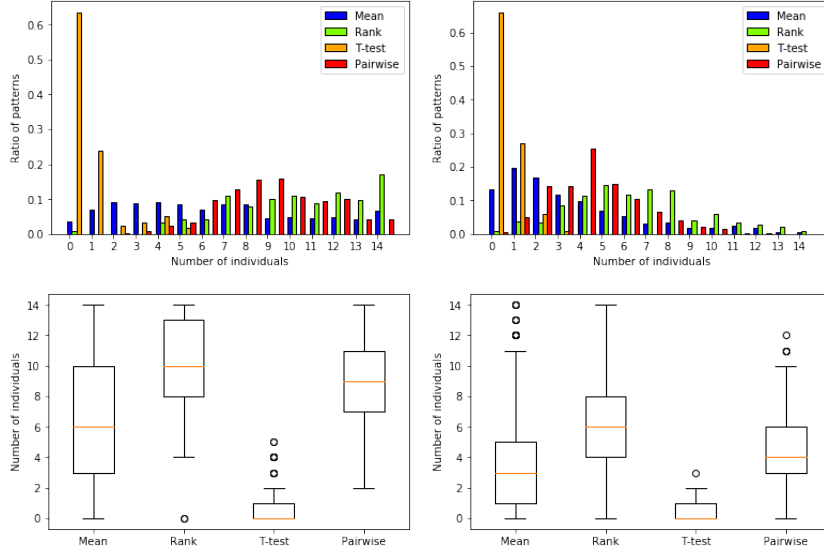 Ratio of patterns
0.6
0.5
0.4
0.3
0.2
0.1
0.0
Mean
Rank
T-test
Pairwise
0 1 2 3 4 5 6 7 8 9 10 11 12 13 14
Number of individuals
Ratio of patterns
0.6
0.5
0.4
0.3
0.2
0.1
0.0
Mean
Rank
T-test
Pairwise
0 1 2 3 4 5 6 7 8 9 10 11 12 13 14
Number of individuals
Number of individuals
14
12
10
8
6
4
2
0
Mean Rank T-test Pairwise
Number of individuals
14
12
10
8
6
4
2
0
Mean Rank T-test Pairwise